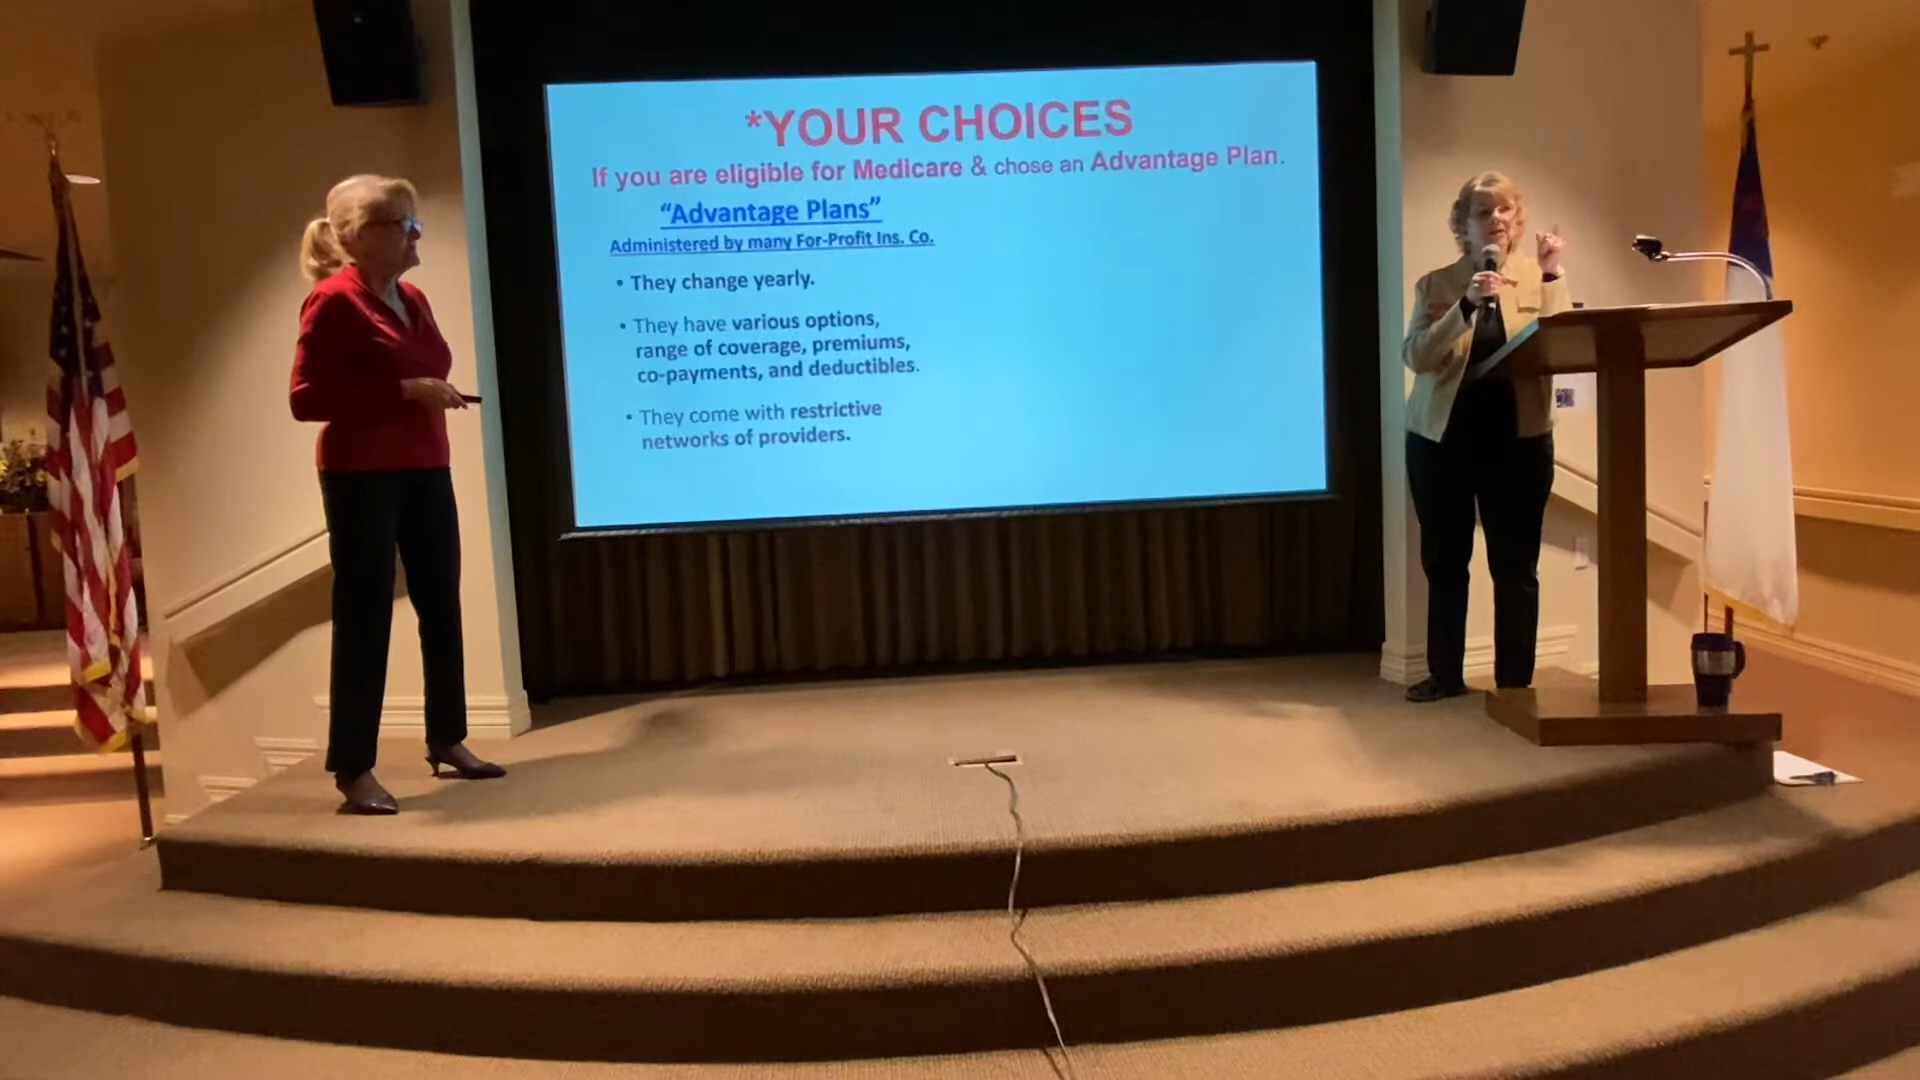 *YOUR CHOICES
If you are eligible for Medicare & chose an Advantage Plan.
“Advantage Plans”
Administered by many For-Profit Ins. Co.
• They change yearly.
• They have various options,
range of coverage, premiums,
co-payments, and deductibles.
• They come with restrictive
networks of providers.